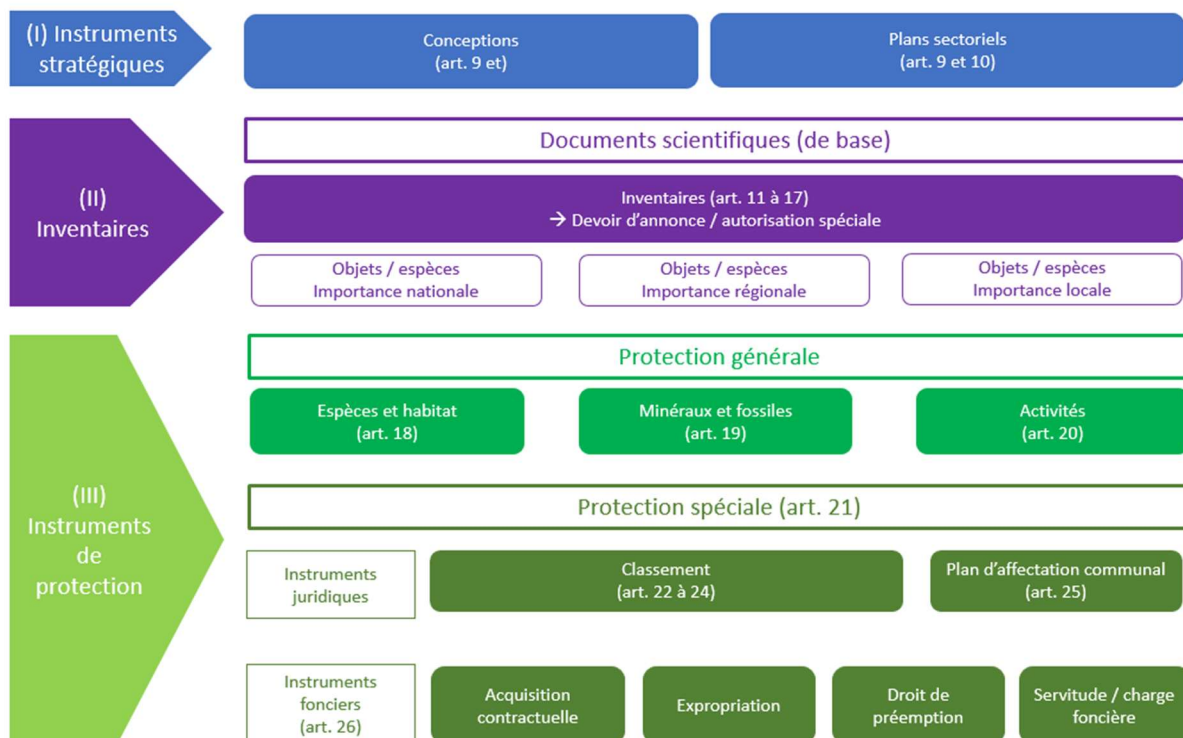 (I) Instruments
stratégiques
Conceptions
(art. 9 et)
Plans sectoriels
(art. 9 et 10)
(II)
Inventaires
Documents scientifiques (de base)
Inventaires (art. 11 à 17)
→ Devoir d'annonce / autorisation spéciale
Objets / espèces
Importance nationale
Objets / espèces
Importance régionale
Objets / espèces
Importance locale
(III)
Instruments
de
protection
Protection générale
Espèces et habitat
(art. 18)
Minéraux et fossiles
(art. 19)
Activités
(art. 20)
Protection spéciale (art. 21)
Instruments
juridiques
Classement
(art. 22 à 24)
Plan d'affectation communal
(art. 25)
Instruments
fonciers
(art. 26)
Acquisition
contractuelle
Expropriation
Droit de
préemption
Servitude / charge
foncière